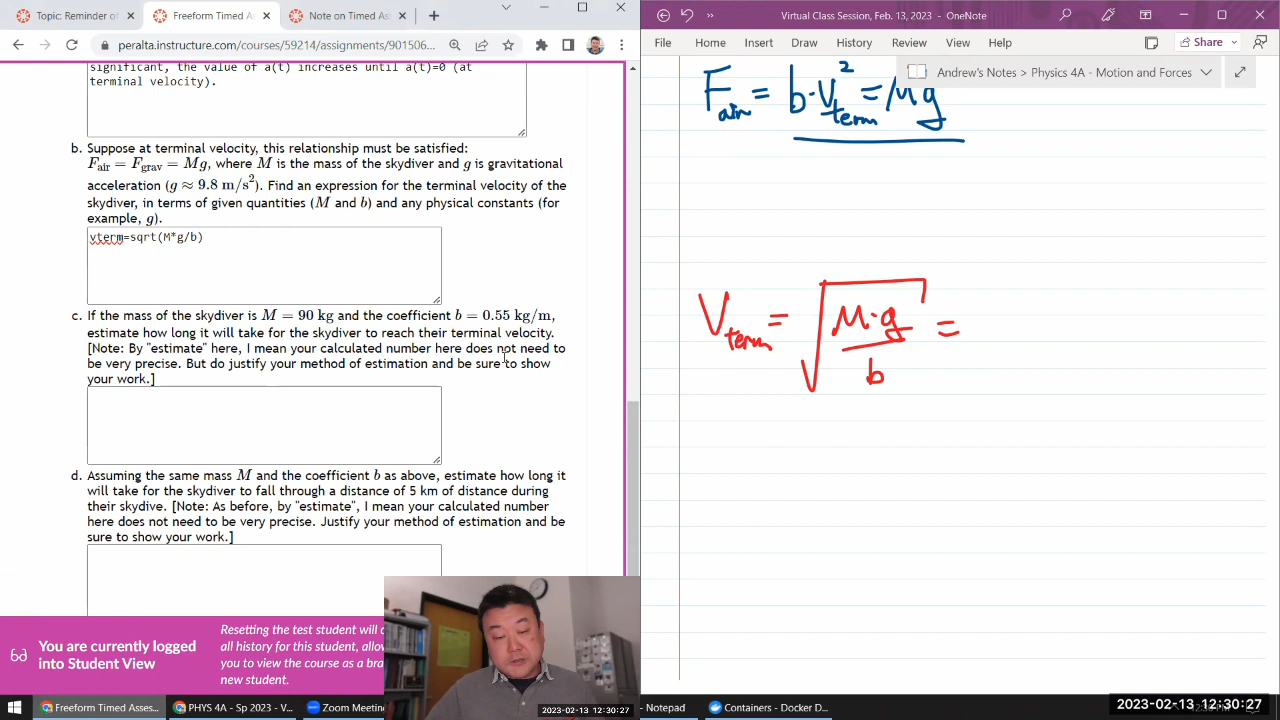 Topic: Reminder of
Freeform Timed Ass
Note on Timed Ass
peralta.instructure.com/courses/59214/assignments/901506...
significant, the value of a(t) increases until a(t)=0 (at
terminal velocity).
b. Suppose at terminal velocity, this relationship must be satisfied:
F_air = F_grav = Mg, where M is the mass of the skydiver and g is gravitational
acceleration (g ≈ 9.8 m/s²). Find an expression for the terminal velocity of the
skydiver, in terms of given quantities (M and b) and any physical constants (for
example, g).
vterm=sqrt(M*g/b)
c. If the mass of the skydiver is M = 90 kg and the coefficient b = 0.55 kg/m,
estimate how long it will take for the skydiver to reach their terminal velocity.
[Note: By "estimate" here, I mean your calculated number here does not need to
be very precise. But do justify your method of estimation and be sure to show
your work.]
d. Assuming the same mass M and the coefficient b as above, estimate how long it
will take for the skydiver to fall through a distance of 5 km of distance during
their skydive. [Note: As before, by "estimate", I mean your calculated number
here does not need to be very precise. Justify your method of estimation and be
sure to show your work.]
You are currently logged
into Student View
Resetting the test student will c
all history for this student, allow
you to view the course as a bra
new student.
Virtual Class Session, Feb. 13, 2023 - OneNote
File Home Insert Draw History Review View Help Share
Andrew's Notes > Physics 4A - Motion and Forces
F_air = b·V_term² = Mg
V_term = √(M·g/b) =
Freeform Timed Asses...
PHYS 4A - Sp 2023 - V...
Zoom Meeting
- Notepad
Containers - Docker D...
2023-02-13 12:30:27
2023-02-13 12:30:27